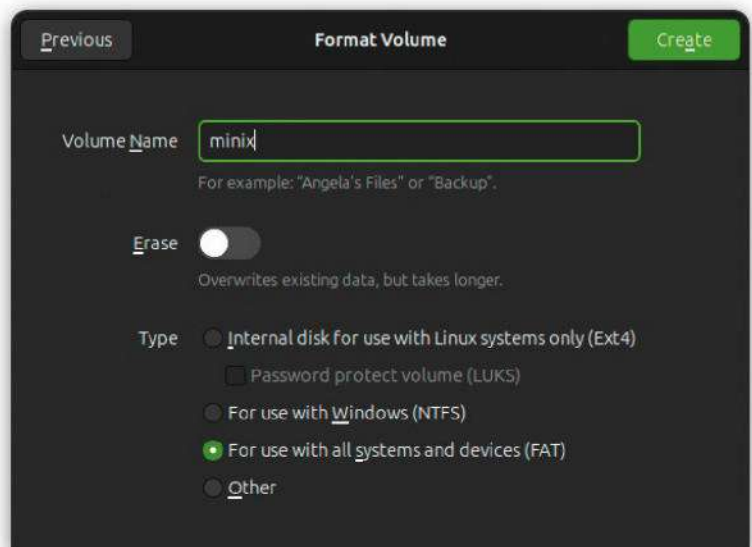 Previous
Format Volume
Create
Volume Name
minix
For example: "Angela's Files" or "Backup".
Erase
Overwrites existing data, but takes longer.
Type
Internal disk for use with Linux systems only (Ext4)
Password protect volume (LUKS)
For use with Windows (NTFS)
For use with all systems and devices (FAT)
Other